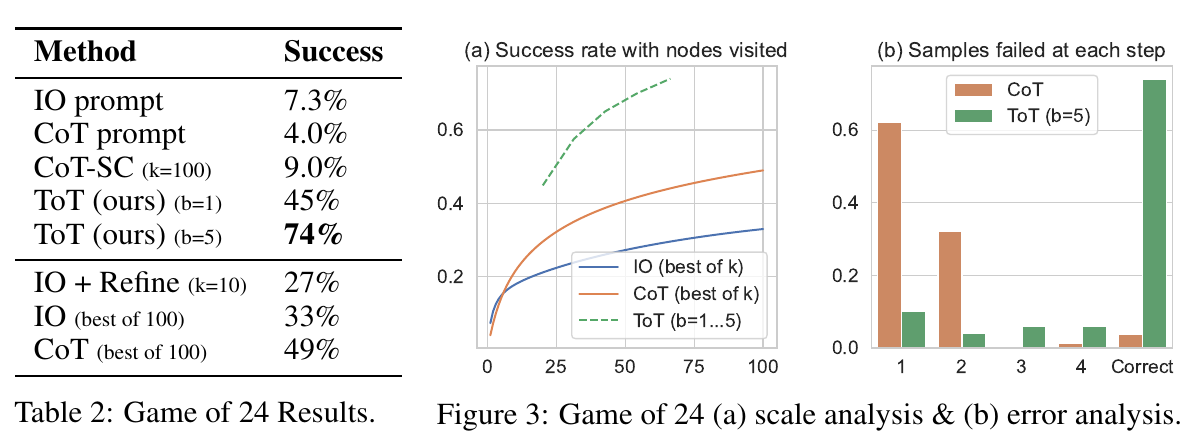 Method Success
IO prompt 7.3%
CoT prompt 4.0%
CoT-SC (k=100) 9.0%
ToT (ours) (b=1) 45%
ToT (ours) (b=5) 74%
IO + Refine (k=10) 27%
IO (best of 100) 33%
CoT (best of 100) 49%
Table 2: Game of 24 Results.
(a) Success rate with nodes visited
0.6
0.4
0.2
0 25 50 75 100
IO (best of k)
CoT (best of k)
ToT (b=1...5)
(b) Samples failed at each step
0.6
0.4
0.2
0.0
1 2 3 4 Correct
CoT
ToT (b=5)
Figure 3: Game of 24 (a) scale analysis & (b) error analysis.